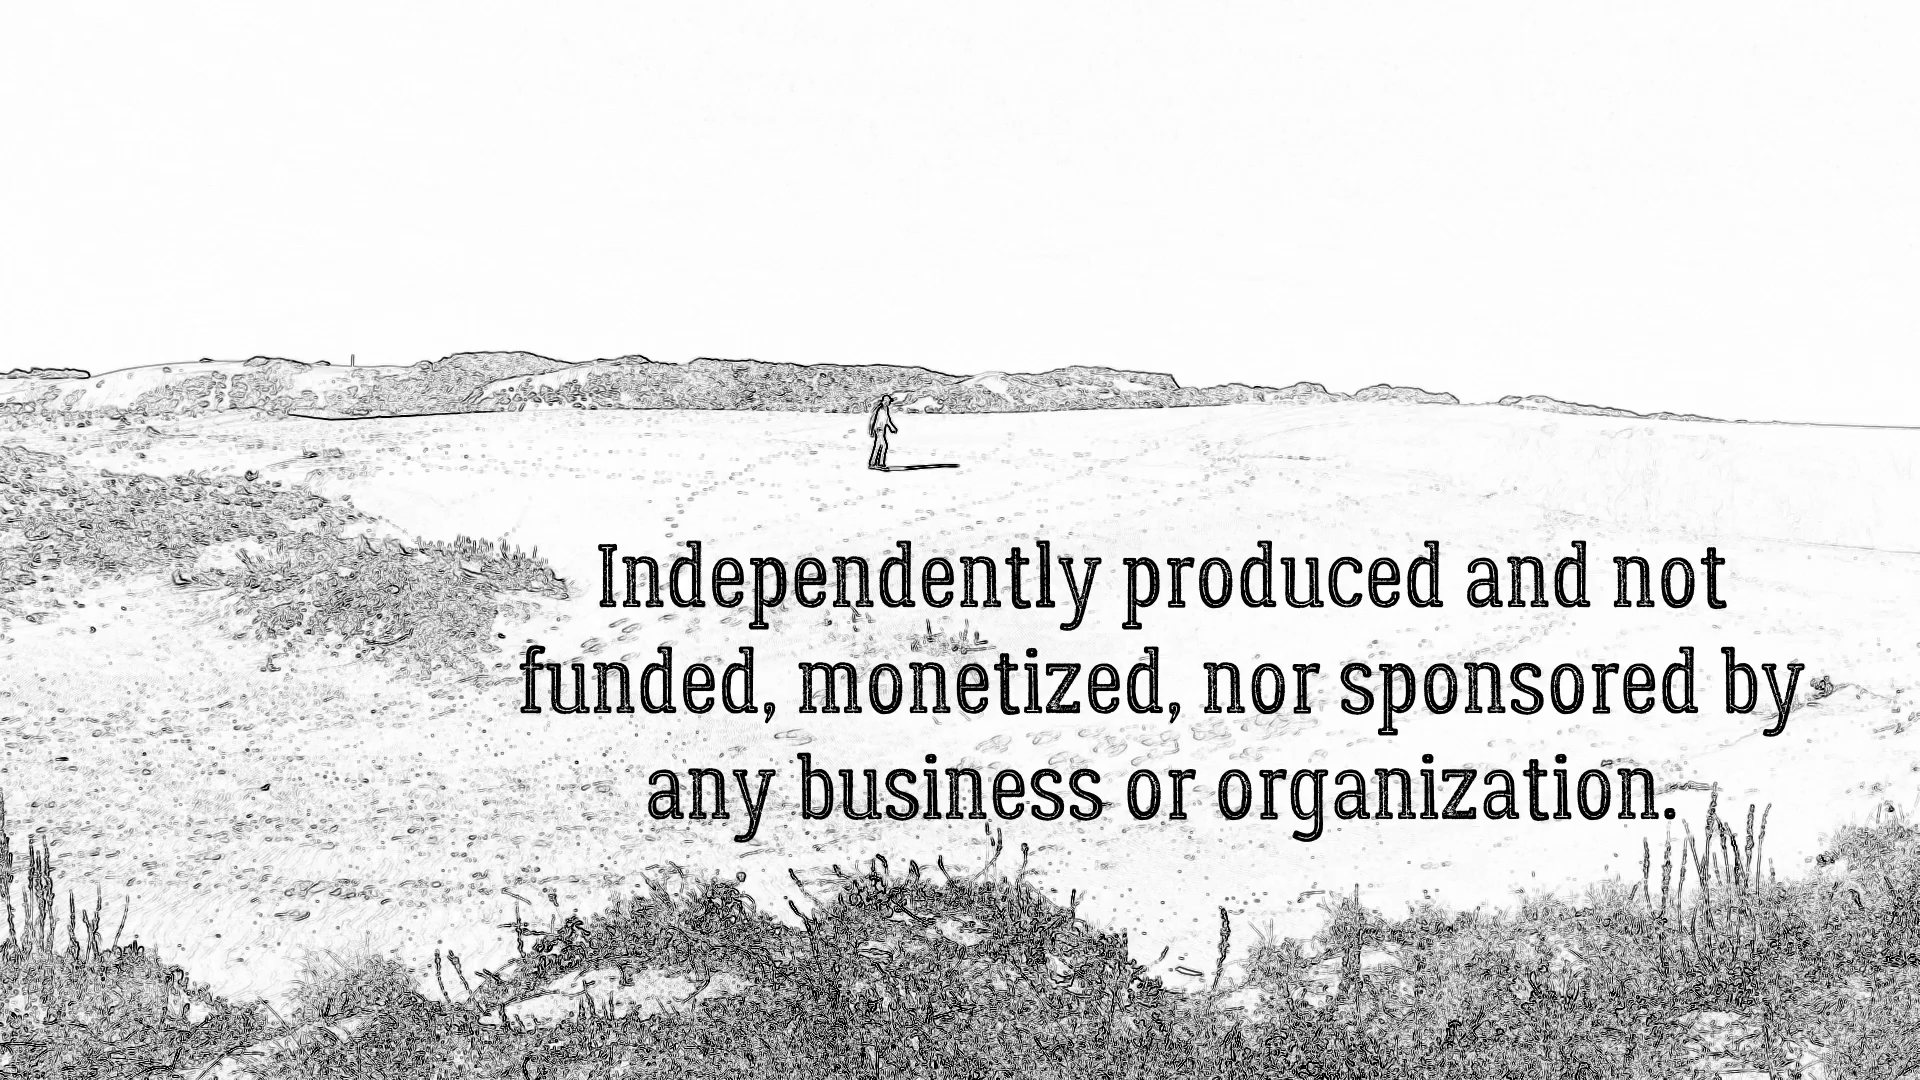 Independently produced and not
funded, monetized, nor sponsored by
any business or organization.